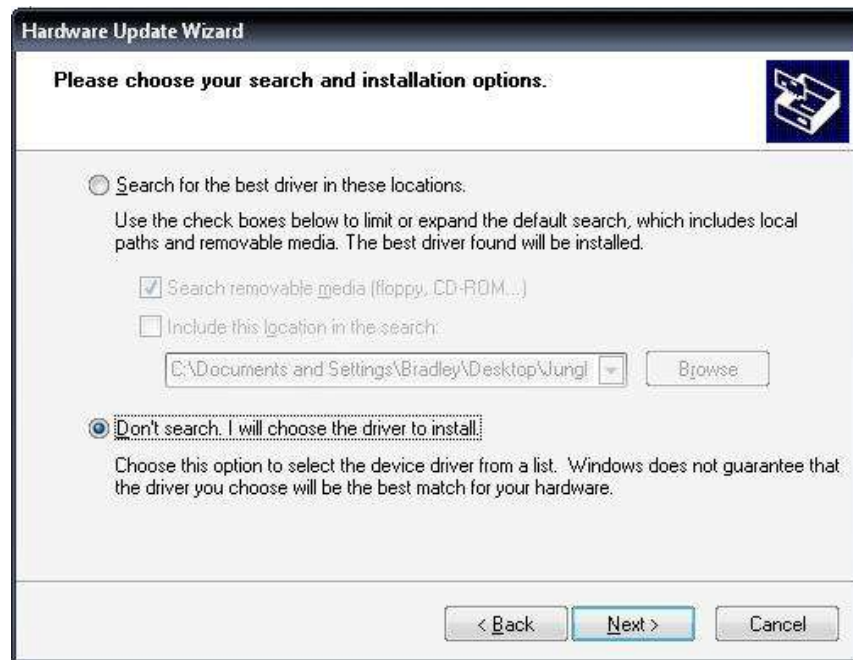 Hardware Update Wizard
Please choose your search and installation options.
Search for the best driver in these locations.
Use the check boxes below to limit or expand the default search, which includes local
paths and removable media. The best driver found will be installed.
Search removable media (floppy, CD-ROM...)
Include this location in the search:
C:\Documents and Settings\Bradley\Desktop\Jungl
Browse
Don't search. I will choose the driver to install.
Choose this option to select the device driver from a list. Windows does not guarantee that
the driver you choose will be the best match for your hardware.
< Back
Next >
Cancel